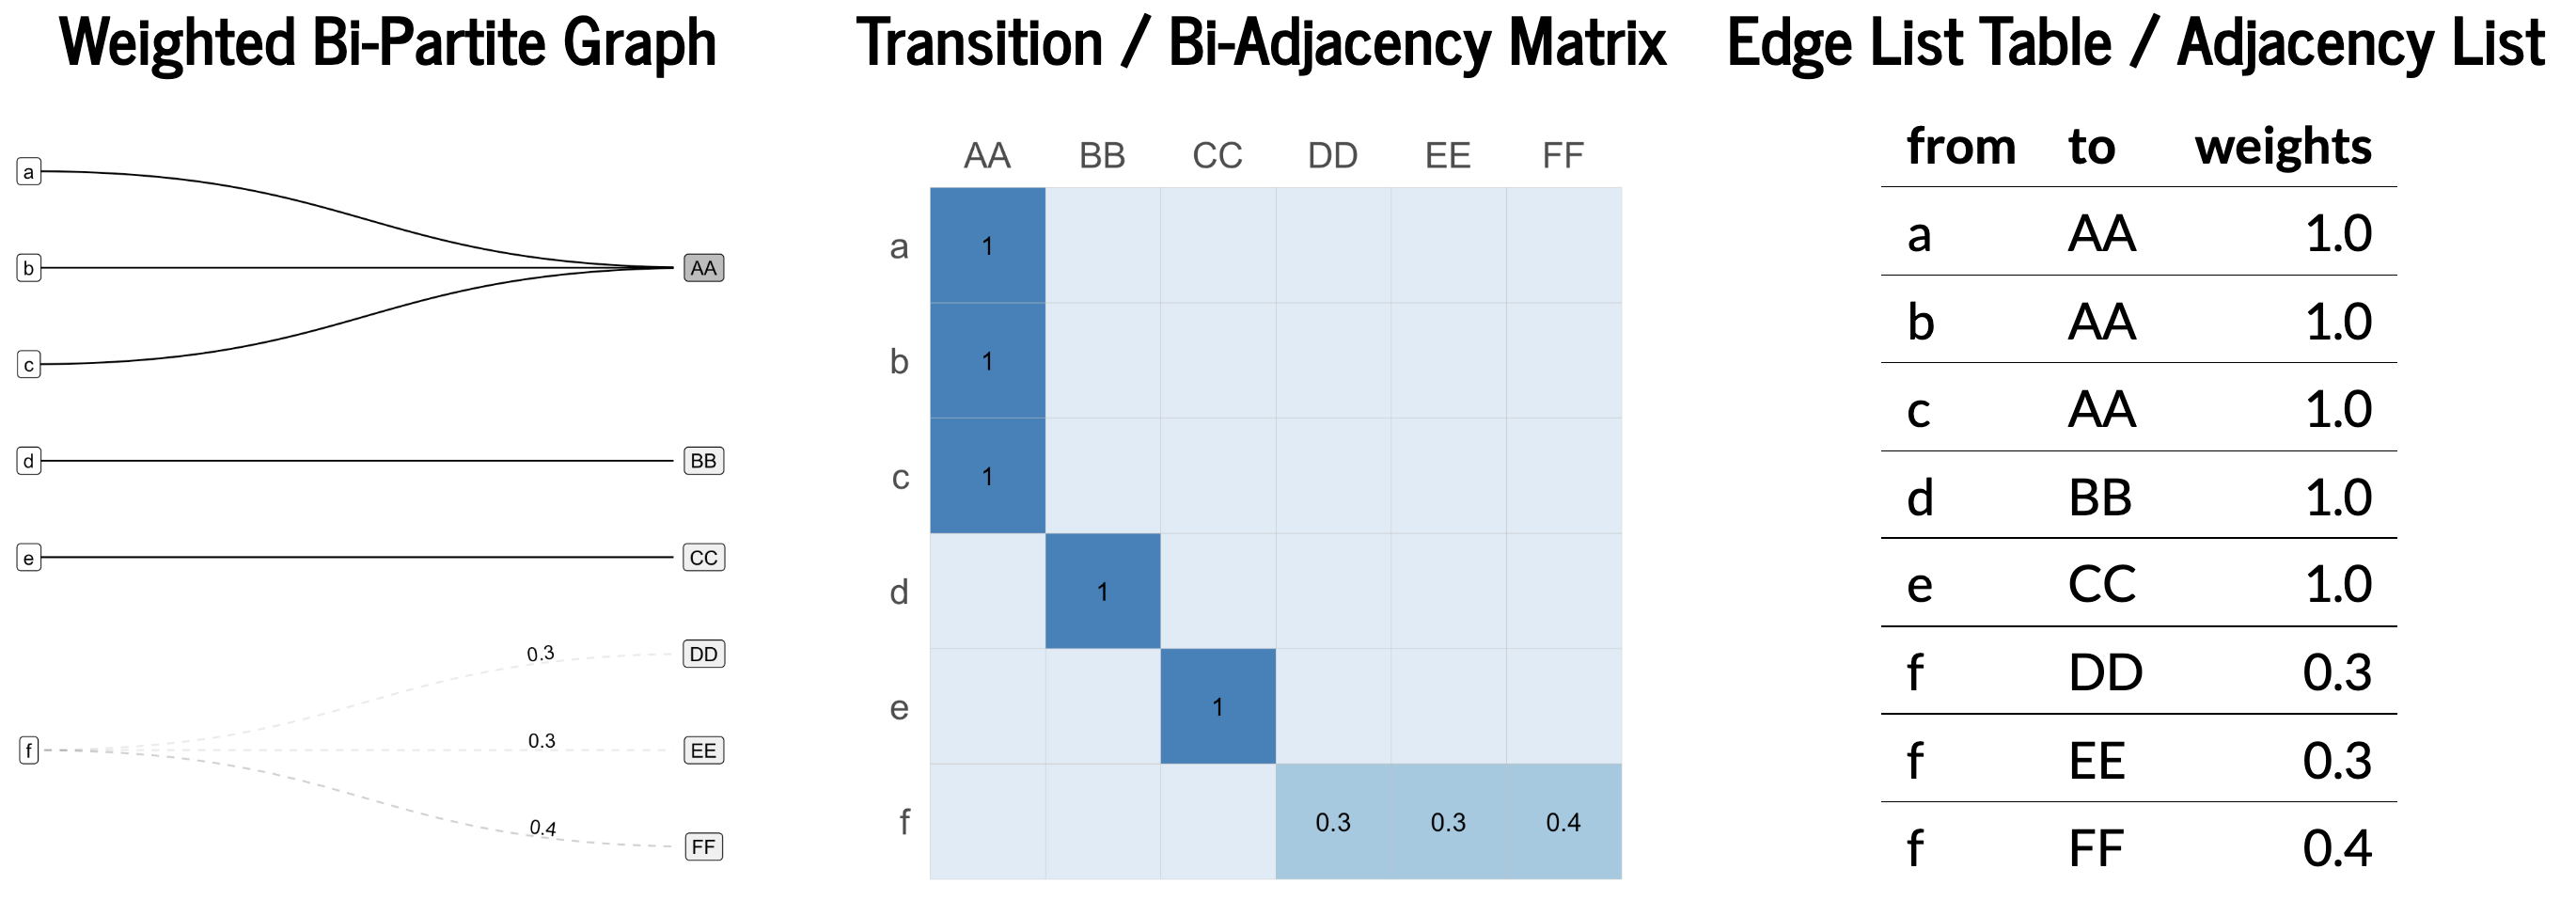 Weighted Bi-Partite Graph
a
b
AA
c
d
BB
e
CC
0.3
DD
f
0.3
EE
0.4
FF
Transition / Bi-Adjacency Matrix
AA BB CC DD EE FF
a 1
b 1
c 1
d 1
e 1
f 0.3 0.3 0.4
Edge List Table / Adjacency List
from to weights
a AA 1.0
b AA 1.0
c AA 1.0
d BB 1.0
e CC 1.0
f DD 0.3
f EE 0.3
f FF 0.4